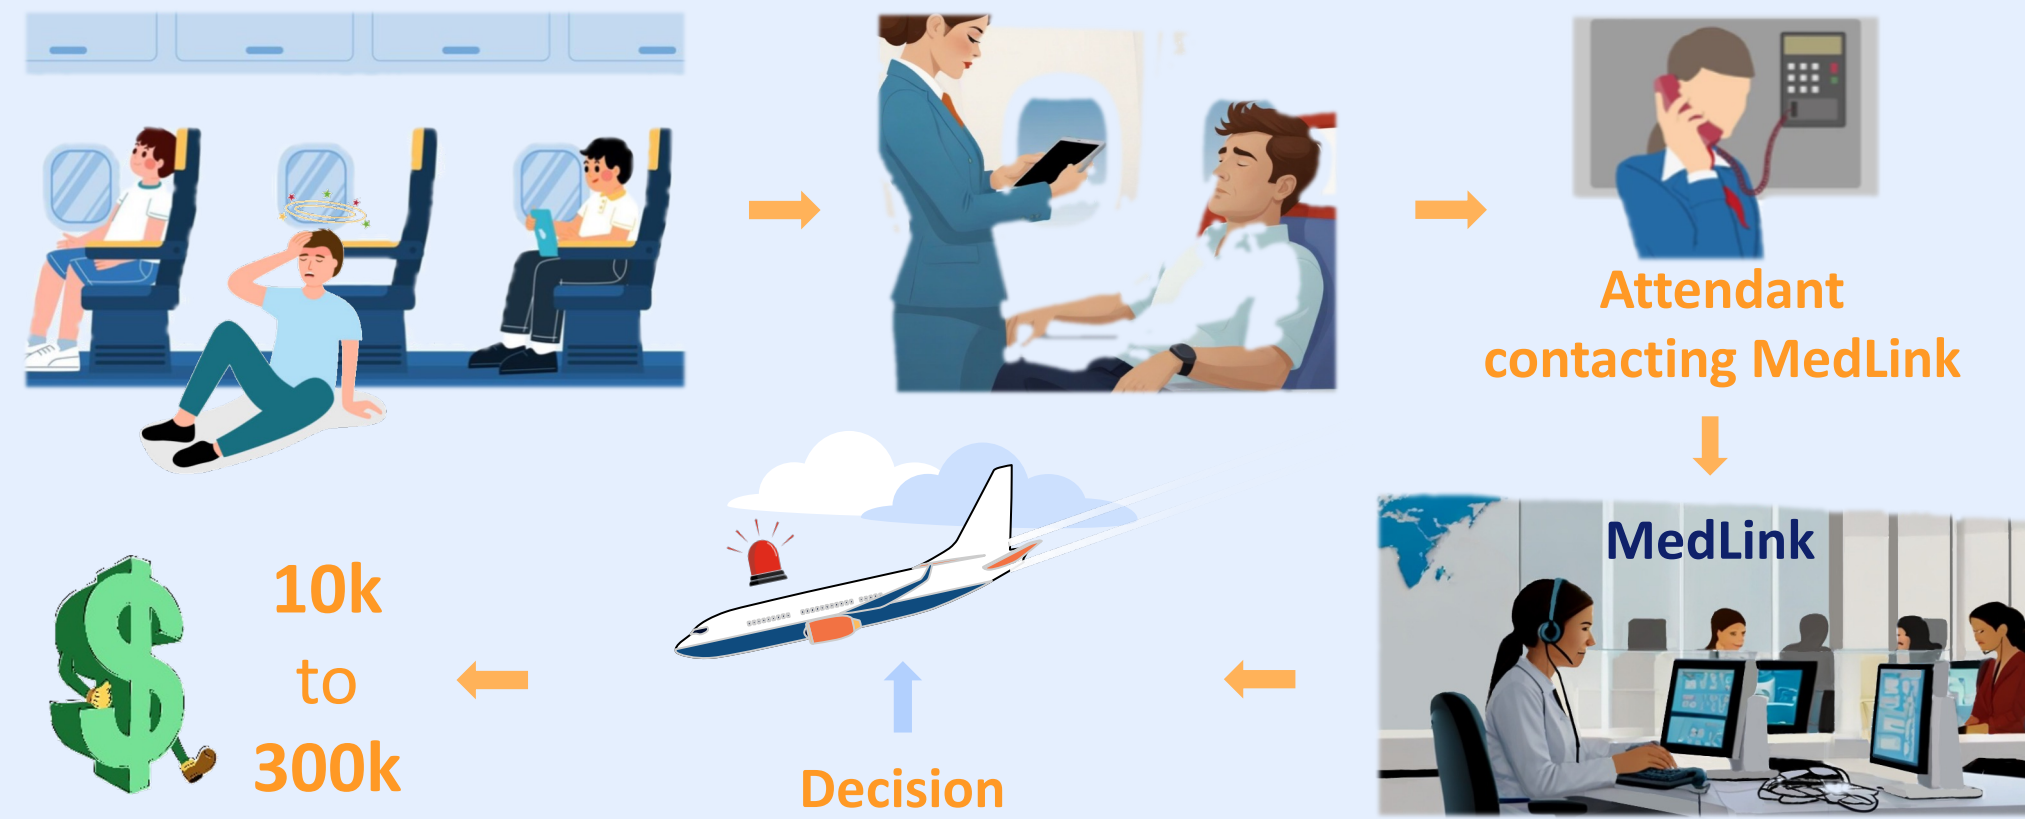 Attendant
contacting MedLink
MedLink
Decision
10k
to
300k